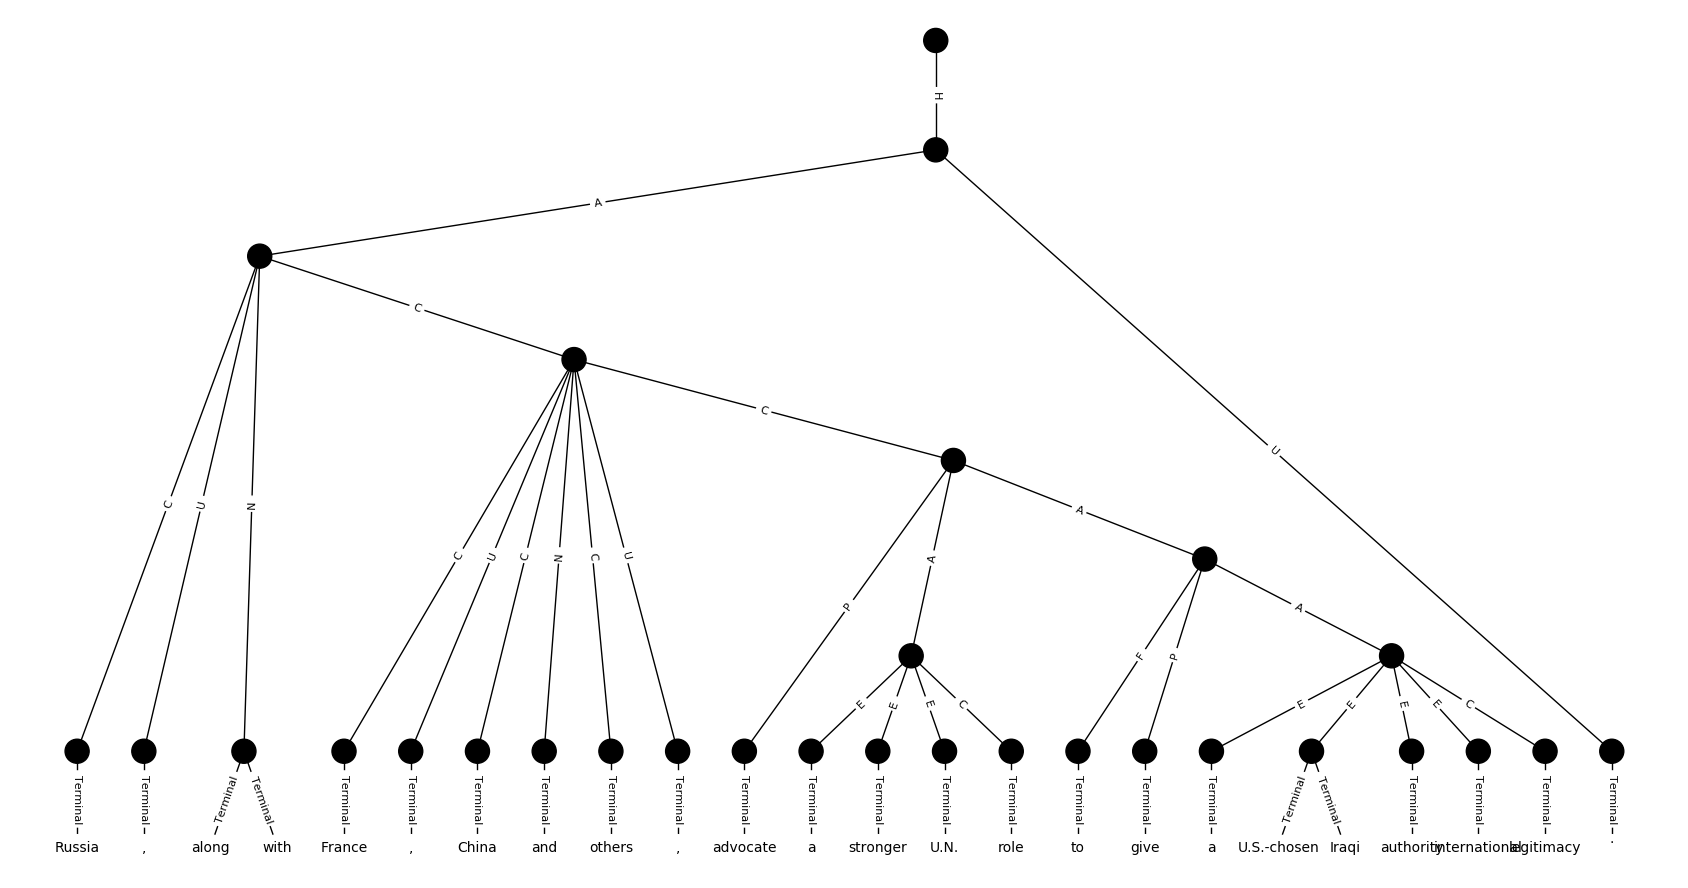 H
A
C
C
U
A
C
U
N
C
U
C
N
C
U
A
P
A
F
P
E
E
E
C
E
E
E
E
C
Terminal Terminal Terminal Terminal Terminal Terminal Terminal Terminal Terminal Terminal Terminal Terminal Terminal Terminal Terminal Terminal Terminal Terminal Terminal Terminal Terminal Terminal Terminal Terminal
Russia , along with France , China and others , advocate a stronger U.N. role to give a U.S.-chosen Iraqi authority international legitimacy .